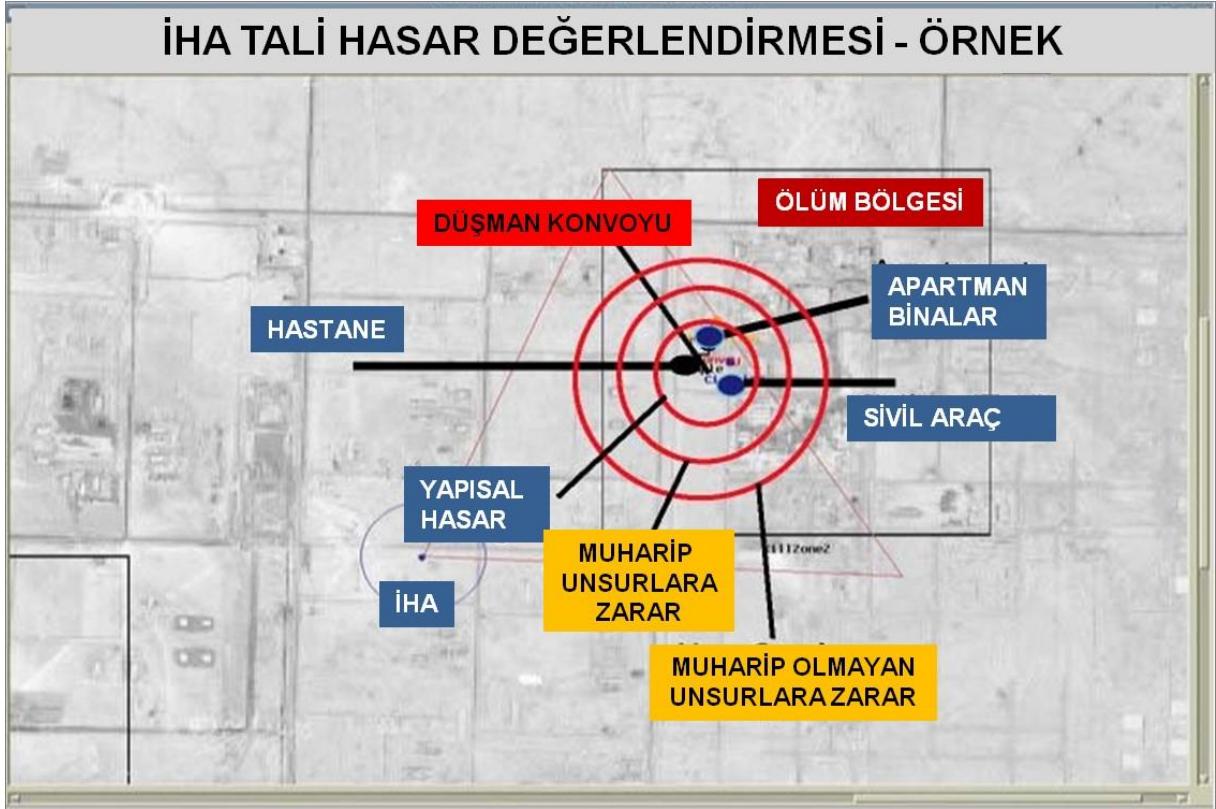 İHA TALİ HASAR DEĞERLENDİRMESİ - ÖRNEK
ÖLÜM BÖLGESİ
DÜŞMAN KONVOYU
APARTMAN
BİNALAR
HASTANE
SİVİL ARAÇ
YAPISAL
HASAR
MUHARİP
UNSURLARA
ZARAR
İHA
MUHARİP OLMAYAN
UNSURLARA ZARAR